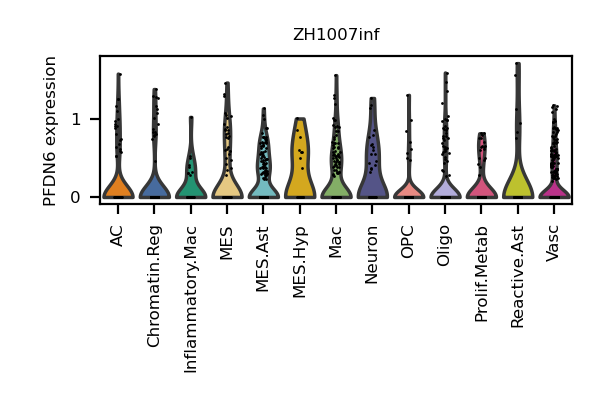 ZH1007inf
PFDN6 expression
1
0
AC
Chromatin.Reg
Inflammatory.Mac
MES
MES.Ast
MES.Hyp
Mac
Neuron
OPC
Oligo
Prolif.Metab
Reactive.Ast
Vasc